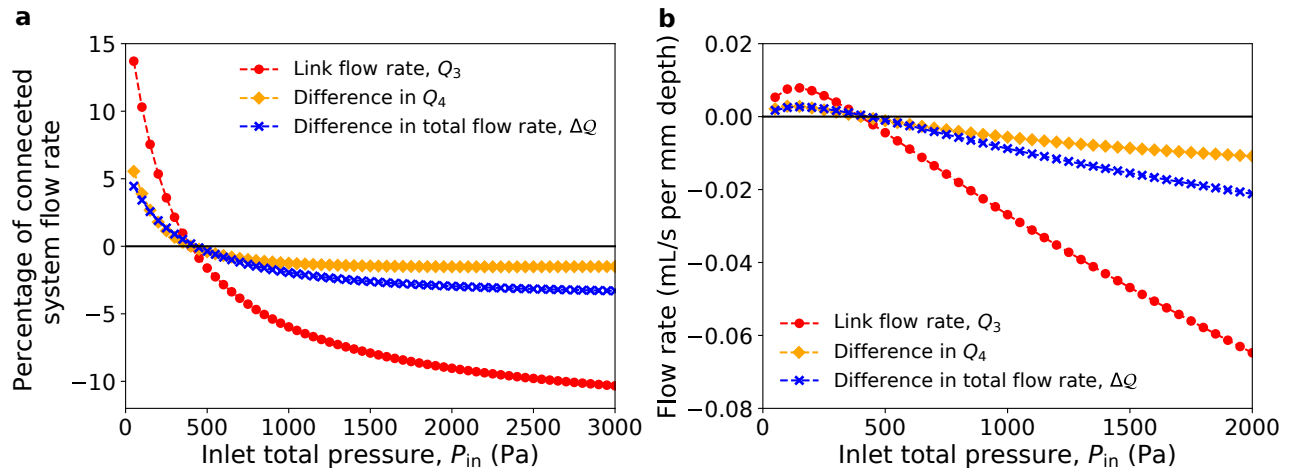 a
15
10
5
0
−5
−10
Percentage of conneceted
system flow rate
Link flow rate, Q3
Difference in Q4
Difference in total flow rate, ΔQ
0 500 1000 1500 2000 2500 3000
Inlet total pressure, Pin (Pa)
b
0.02
0.00
−0.02
−0.04
−0.06
−0.08
Flow rate (mL/s per mm depth)
Link flow rate, Q3
Difference in Q4
Difference in total flow rate, ΔQ
0 500 1000 1500 2000
Inlet total pressure, Pin (Pa)